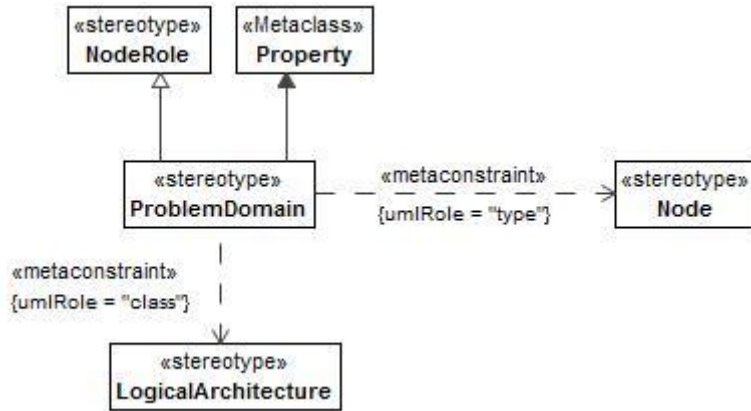 «stereotype»
NodeRole
«Metaclass»
Property
«stereotype»
ProblemDomain
«metaconstraint»
{umlRole = "type"}
«stereotype»
Node
«metaconstraint»
{umlRole = "class"}
«stereotype»
LogicalArchitecture